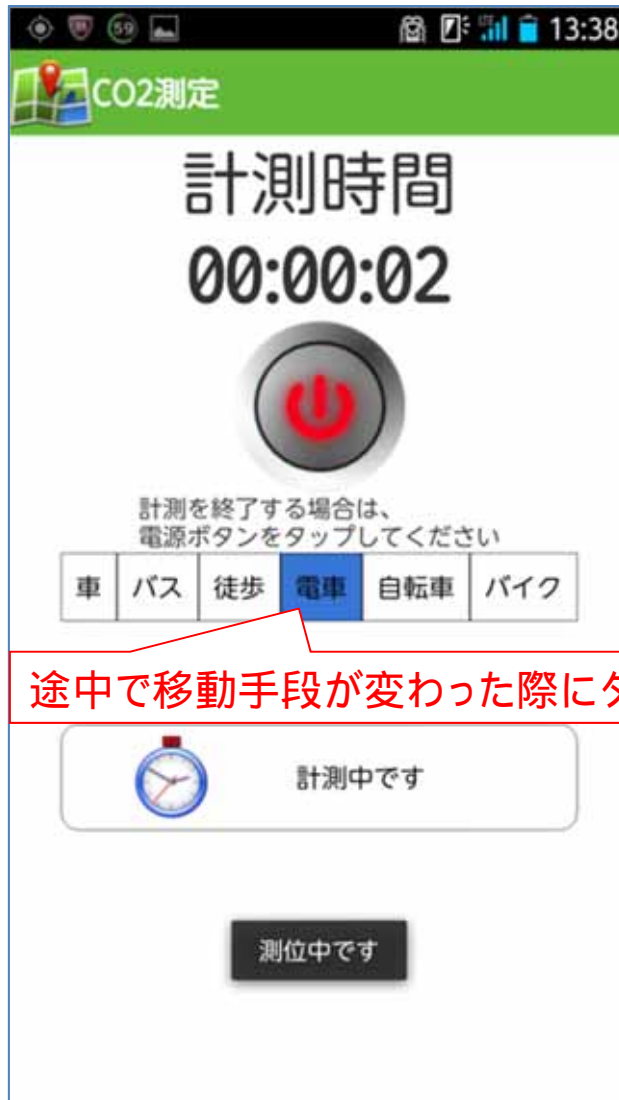 59 LTE 13:38
CO2測定
計測時間
00:00:02
計測を終了する場合は、
電源ボタンをタップしてください
車 バス 徒歩 電車 自転車 バイク
途中で移動手段が変わった際に
計測中です
測位中です